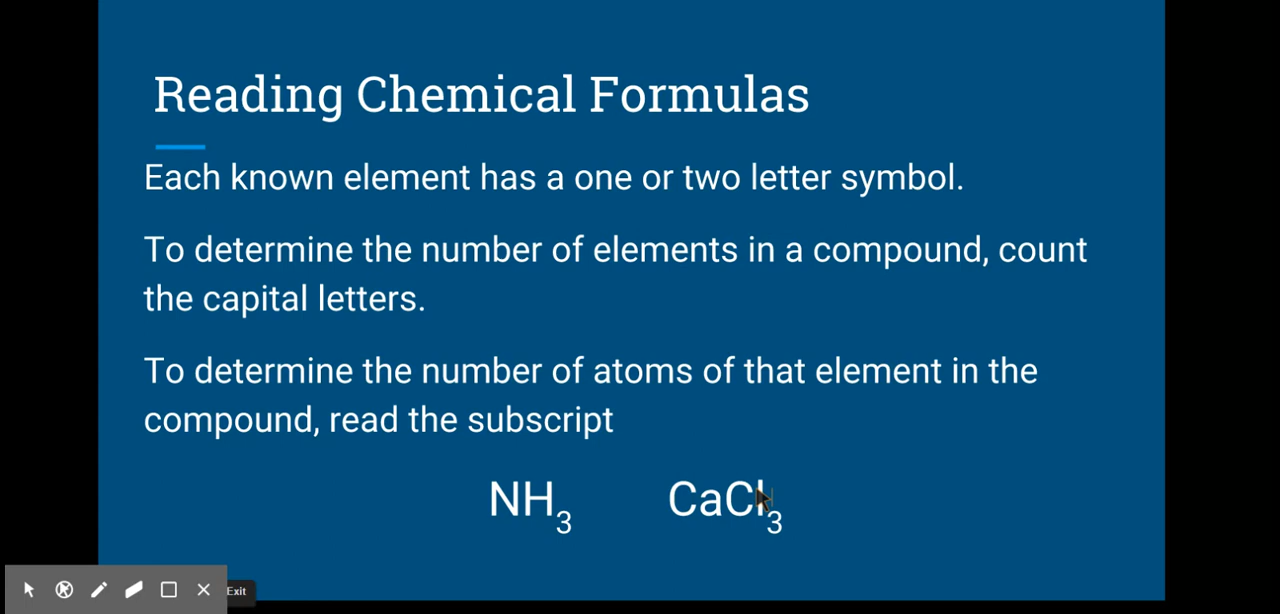 Reading Chemical Formulas
Each known element has a one or two letter symbol.
To determine the number of elements in a compound, count
the capital letters.
To determine the number of atoms of that element in the
compound, read the subscript
NH₃ CaCl₃
Exit